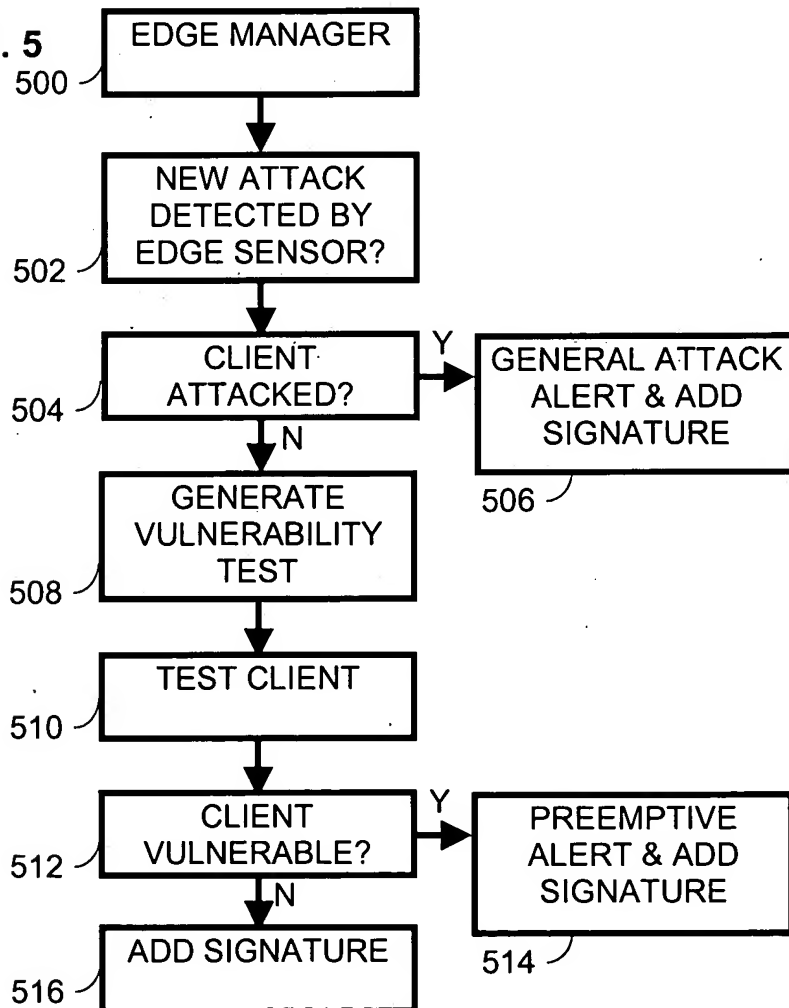 . 5
EDGE MANAGER
500
NEW ATTACK
DETECTED BY
EDGE SENSOR?
502
CLIENT
ATTACKED?
Y
504
N
GENERAL ATTACK
ALERT & ADD
SIGNATURE
506
GENERATE
VULNERABILITY
TEST
508
TEST CLIENT
510
CLIENT
VULNERABLE?
Y
512
N
PREEMPTIVE
ALERT & ADD
SIGNATURE
514
ADD SIGNATURE
516